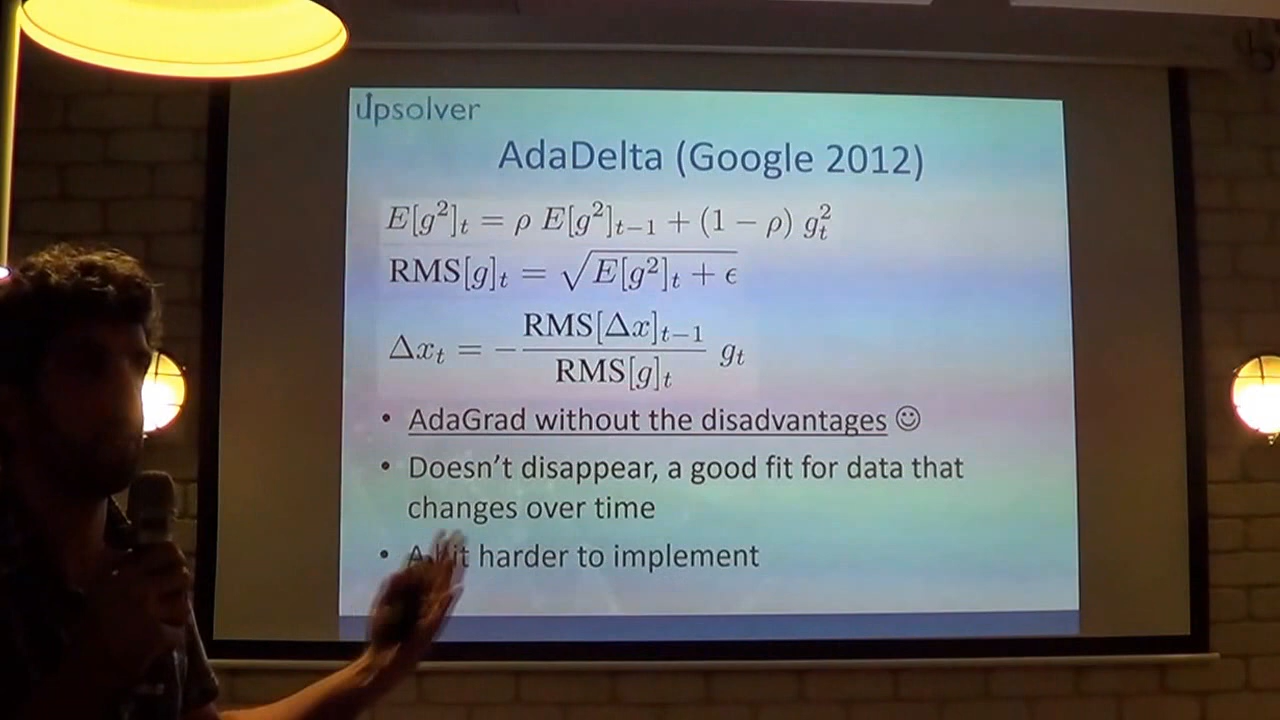 upsolver
AdaDelta (Google 2012)
E[g²]ₜ = ρ E[g²]ₜ₋₁ + (1 − ρ) gₜ²
RMS[g]ₜ = √(E[g²]ₜ + ϵ)
Δxₜ = − RMS[Δx]ₜ₋₁ / RMS[g]ₜ gₜ
• AdaGrad without the disadvantages ☺
• Doesn't disappear, a good fit for data that
changes over time
• A bit harder to implement